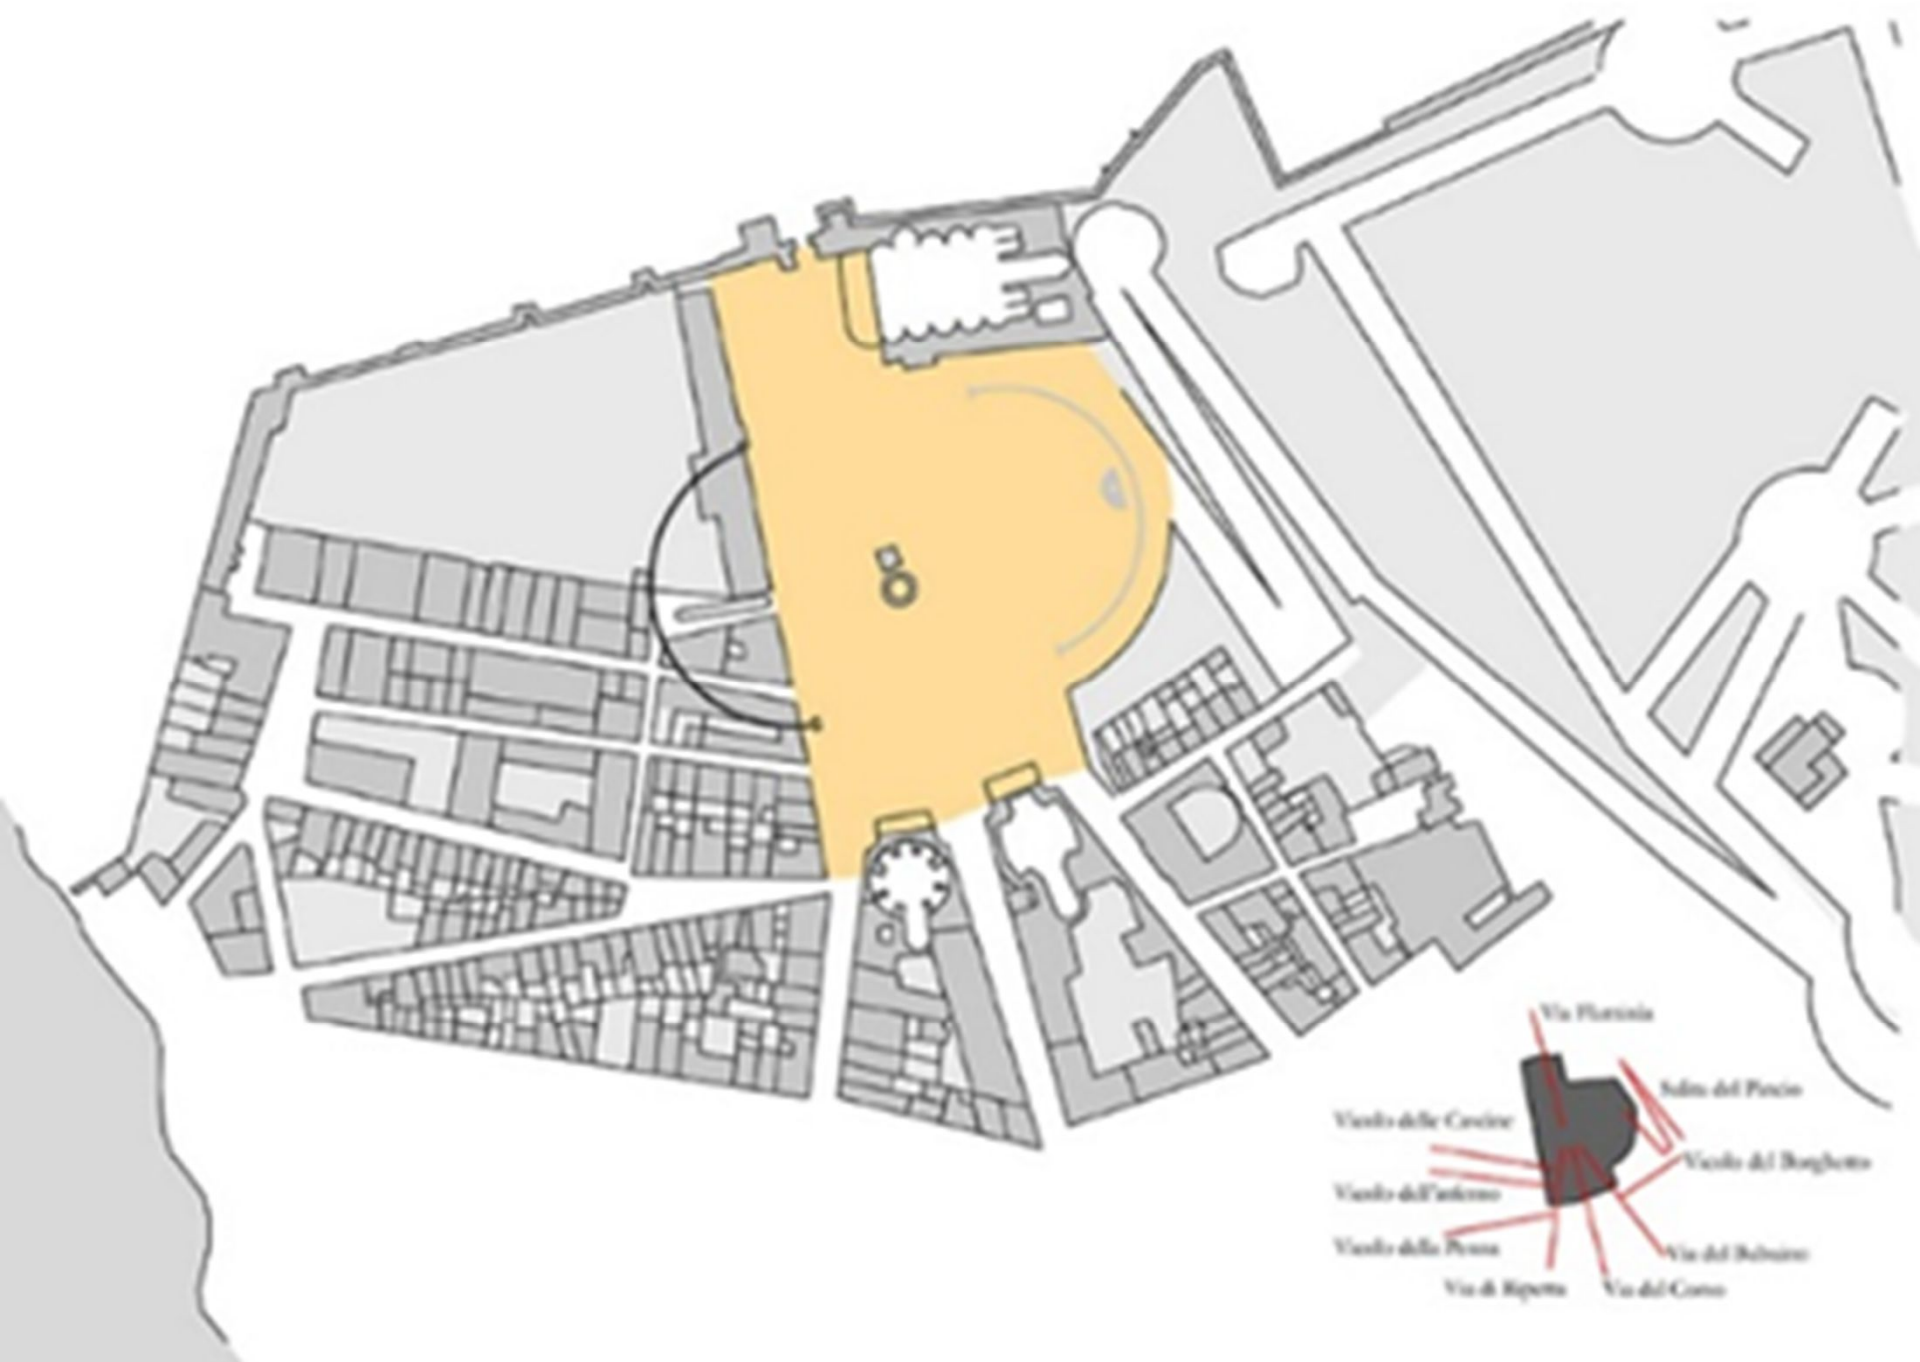 Via Flaminia
Salita del Pincio
Vicolo delle Cascine
Vicolo del Borghetto
Vicolo dell'inferno
Vicolo della Penna
Via del Babuino
Via di Ripetta
Via del Corso